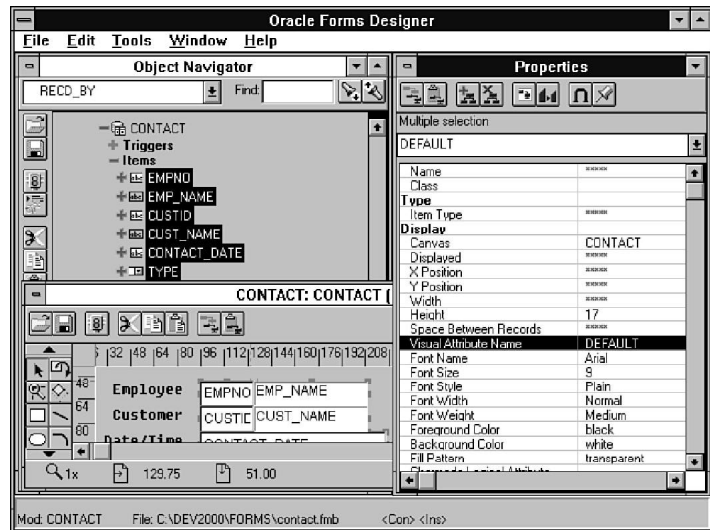 Oracle Forms Designer
File Edit Tools Window Help
Object Navigator
RECD_BY Find:
CONTACT
Triggers
Items
EMPNO
EMP_NAME
CUSTID
CUST_NAME
CONTACT_DATE
TYPE
CONTACT: CONTACT (
32 48 64 80 96 112 128 144 160 176 192 208
48
64
80
Employee EMPNO EMP_NAME
Customer CUSTID CUST_NAME
Date/Time CONTACT_DATE
1x 129.75 51.00
Properties
Multiple selection
DEFAULT
Name *****
Class
Type
Item Type *****
Display
Canvas CONTACT
Displayed *****
X Position *****
Y Position *****
Width *****
Height 17
Space Between Records *****
Visual Attribute Name DEFAULT
Font Name Arial
Font Size 9
Font Style Plain
Font Width Normal
Font Weight Medium
Foreground Color black
Background Color white
Fill Pattern transparent
Charmode Logical Attribute
Mod: CONTACT File: C:\DEV2000\FORMS\contact.fmb <Con> <Ins>